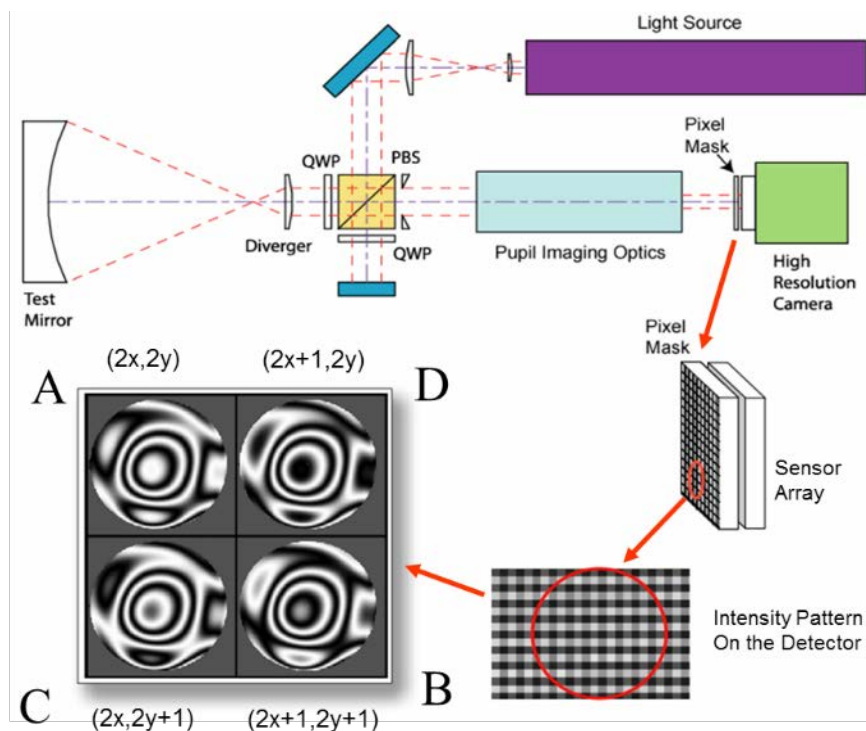 Light Source
Pixel
Mask
QWP
PBS
Diverger
QWP
Pupil Imaging Optics
Test
Mirror
High
Resolution
Camera
Pixel
Mask
(2x,2y)
(2x+1,2y)
A
D
Sensor
Array
Intensity Pattern
On the Detector
C
B
(2x,2y+1)
(2x+1,2y+1)